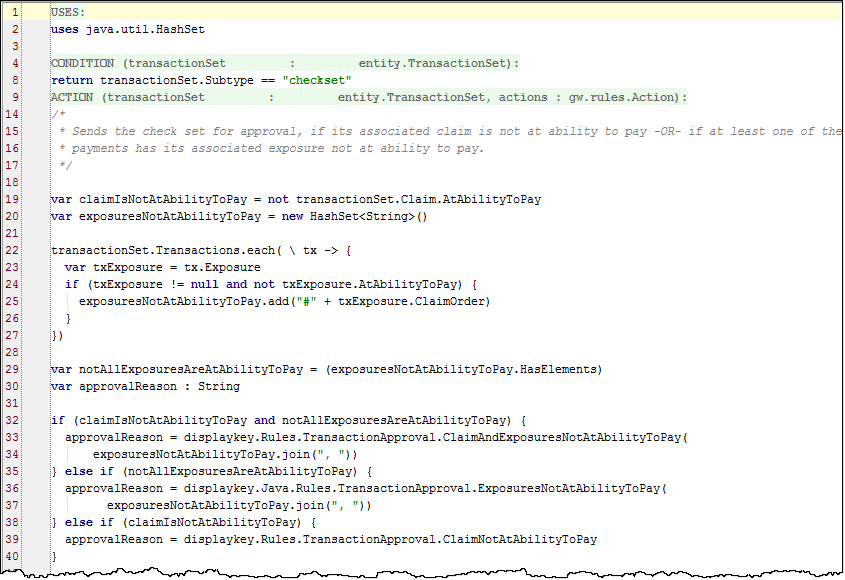 1 USES:
2 uses java.util.HashSet
3
4 CONDITION (transactionSet : entity.TransactionSet):
8 return transactionSet.Subtype == "checkset"
9 ACTION (transactionSet : entity.TransactionSet, actions : gw.rules.Action):
14 /*
15 * Sends the check set for approval, if its associated claim is not at ability to pay -OR- if at least one of the
16 * payments has its associated exposure not at ability to pay.
17 */
18
19 var claimIsNotAtAbilityToPay = not transactionSet.Claim.AtAbilityToPay
20 var exposuresNotAtAbilityToPay = new HashSet<String>()
21
22 transactionSet.Transactions.each( \ tx -> {
23 var txExposure = tx.Exposure
24 if (txExposure != null and not txExposure.AtAbilityToPay) {
25 exposuresNotAtAbilityToPay.add("#" + txExposure.ClaimOrder)
26 }
27 })
28
29 var notAllExposuresAreAtAbilityToPay = (exposuresNotAtAbilityToPay.HasElements)
30 var approvalReason : String
31
32 if (claimIsNotAtAbilityToPay and notAllExposuresAreAtAbilityToPay) {
33 approvalReason = displaykey.Rules.TransactionApproval.ClaimAndExposuresNotAtAbilityToPay(
34 exposuresNotAtAbilityToPay.join(", "))
35 } else if (notAllExposuresAreAtAbilityToPay) {
36 approvalReason = displaykey.Java.Rules.TransactionApproval.ExposuresNotAtAbilityToPay(
37 exposuresNotAtAbilityToPay.join(", "))
38 } else if (claimIsNotAtAbilityToPay) {
39 approvalReason = displaykey.Rules.TransactionApproval.ClaimNotAtAbilityToPay
40 }